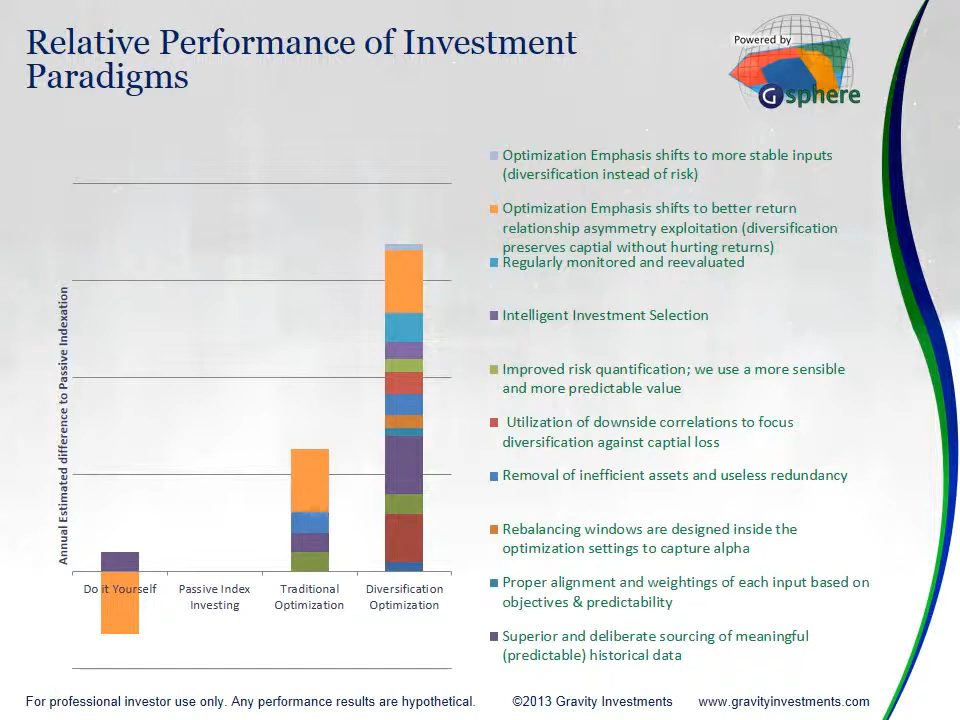 Relative Performance of Investment
Paradigms
Powered by
G sphere
Annual Estimated difference to Passive Indexation
Do it Yourself
Passive Index
Investing
Traditional
Optimization
Diversification
Optimization
Optimization Emphasis shifts to more stable inputs
(diversification instead of risk)
Optimization Emphasis shifts to better return
relationship asymmetry exploitation (diversification
preserves captial without hurting returns)
Regularly monitored and reevaluated
Intelligent Investment Selection
Improved risk quantification; we use a more sensible
and more predictable value
Utilization of downside correlations to focus
diversification against captial loss
Removal of inefficient assets and useless redundancy
Rebalancing windows are designed inside the
optimization settings to capture alpha
Proper alignment and weightings of each input based on
objectives & predictability
Superior and deliberate sourcing of meaningful
(predictable) historical data
For professional investor use only. Any performance results are hypothetical. ©2013 Gravity Investments www.gravityinvestments.com